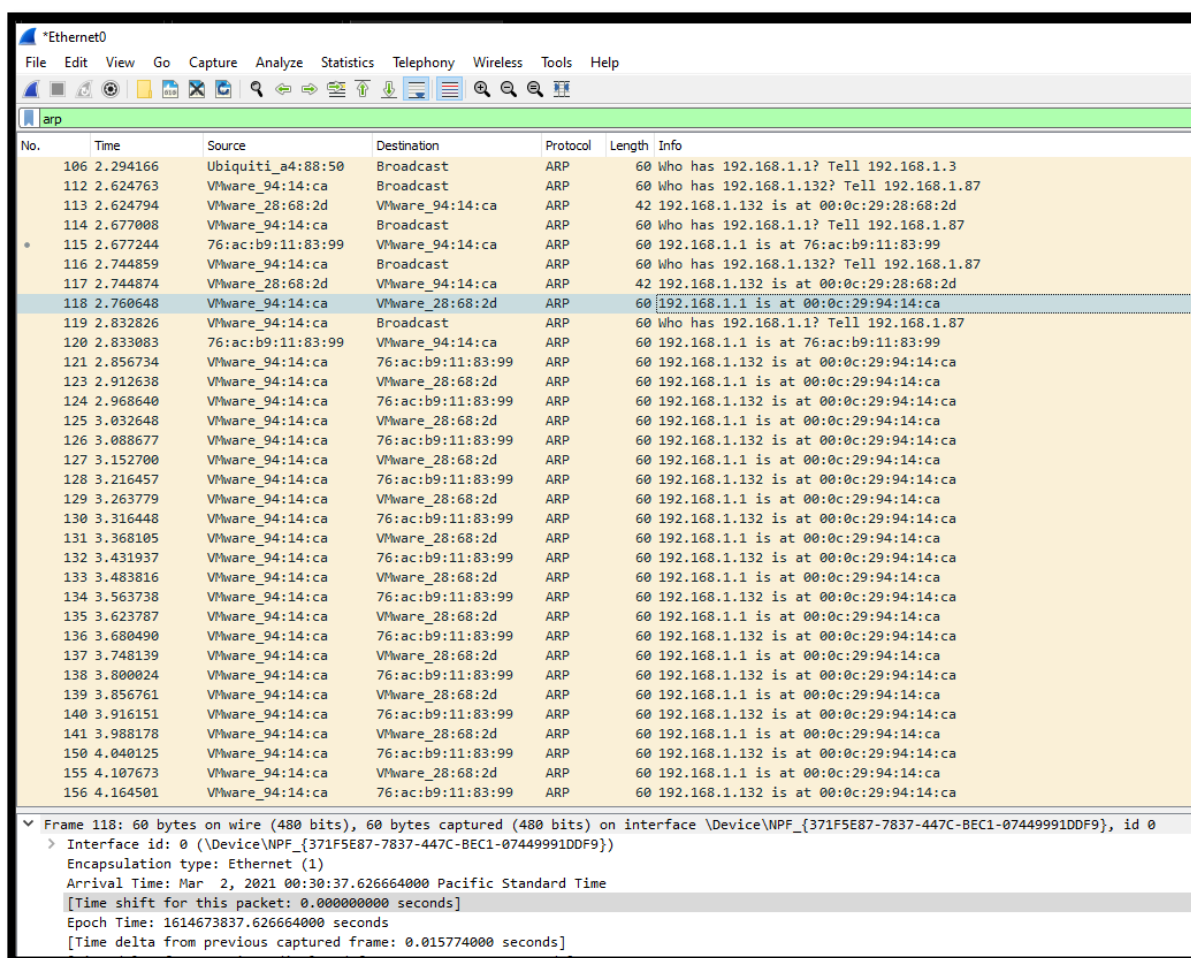 *Ethernet0
File Edit View Go Capture Analyze Statistics Telephony Wireless Tools Help
arp
No. Time Source Destination Protocol Length Info
106 2.294166 Ubiquiti_a4:88:50 Broadcast ARP 60 Who has 192.168.1.1? Tell 192.168.1.3
112 2.624763 VMware_94:14:ca Broadcast ARP 60 Who has 192.168.1.132? Tell 192.168.1.87
113 2.624794 VMware_28:68:2d VMware_94:14:ca ARP 42 192.168.1.132 is at 00:0c:29:28:68:2d
114 2.677008 VMware_94:14:ca Broadcast ARP 60 Who has 192.168.1.1? Tell 192.168.1.87
115 2.677244 76:ac:b9:11:83:99 VMware_94:14:ca ARP 60 192.168.1.1 is at 76:ac:b9:11:83:99
116 2.744859 VMware_94:14:ca Broadcast ARP 60 Who has 192.168.1.132? Tell 192.168.1.87
117 2.744874 VMware_28:68:2d VMware_94:14:ca ARP 42 192.168.1.132 is at 00:0c:29:28:68:2d
118 2.760648 VMware_94:14:ca VMware_28:68:2d ARP 60 192.168.1.1 is at 00:0c:29:94:14:ca
119 2.832826 VMware_94:14:ca Broadcast ARP 60 Who has 192.168.1.1? Tell 192.168.1.87
120 2.833083 76:ac:b9:11:83:99 VMware_94:14:ca ARP 60 192.168.1.1 is at 76:ac:b9:11:83:99
121 2.856734 VMware_94:14:ca 76:ac:b9:11:83:99 ARP 60 192.168.1.132 is at 00:0c:29:94:14:ca
123 2.912638 VMware_94:14:ca VMware_28:68:2d ARP 60 192.168.1.1 is at 00:0c:29:94:14:ca
124 2.968640 VMware_94:14:ca 76:ac:b9:11:83:99 ARP 60 192.168.1.132 is at 00:0c:29:94:14:ca
125 3.032648 VMware_94:14:ca VMware_28:68:2d ARP 60 192.168.1.1 is at 00:0c:29:94:14:ca
126 3.088677 VMware_94:14:ca 76:ac:b9:11:83:99 ARP 60 192.168.1.132 is at 00:0c:29:94:14:ca
127 3.152700 VMware_94:14:ca VMware_28:68:2d ARP 60 192.168.1.1 is at 00:0c:29:94:14:ca
128 3.216457 VMware_94:14:ca 76:ac:b9:11:83:99 ARP 60 192.168.1.132 is at 00:0c:29:94:14:ca
129 3.263779 VMware_94:14:ca VMware_28:68:2d ARP 60 192.168.1.1 is at 00:0c:29:94:14:ca
130 3.316448 VMware_94:14:ca 76:ac:b9:11:83:99 ARP 60 192.168.1.132 is at 00:0c:29:94:14:ca
131 3.368105 VMware_94:14:ca VMware_28:68:2d ARP 60 192.168.1.1 is at 00:0c:29:94:14:ca
132 3.431937 VMware_94:14:ca 76:ac:b9:11:83:99 ARP 60 192.168.1.132 is at 00:0c:29:94:14:ca
133 3.483816 VMware_94:14:ca VMware_28:68:2d ARP 60 192.168.1.1 is at 00:0c:29:94:14:ca
134 3.563738 VMware_94:14:ca 76:ac:b9:11:83:99 ARP 60 192.168.1.132 is at 00:0c:29:94:14:ca
135 3.623787 VMware_94:14:ca VMware_28:68:2d ARP 60 192.168.1.1 is at 00:0c:29:94:14:ca
136 3.680490 VMware_94:14:ca 76:ac:b9:11:83:99 ARP 60 192.168.1.132 is at 00:0c:29:94:14:ca
137 3.748139 VMware_94:14:ca VMware_28:68:2d ARP 60 192.168.1.1 is at 00:0c:29:94:14:ca
138 3.800024 VMware_94:14:ca 76:ac:b9:11:83:99 ARP 60 192.168.1.132 is at 00:0c:29:94:14:ca
139 3.856761 VMware_94:14:ca VMware_28:68:2d ARP 60 192.168.1.1 is at 00:0c:29:94:14:ca
140 3.916151 VMware_94:14:ca 76:ac:b9:11:83:99 ARP 60 192.168.1.132 is at 00:0c:29:94:14:ca
141 3.988178 VMware_94:14:ca VMware_28:68:2d ARP 60 192.168.1.1 is at 00:0c:29:94:14:ca
150 4.040125 VMware_94:14:ca 76:ac:b9:11:83:99 ARP 60 192.168.1.132 is at 00:0c:29:94:14:ca
155 4.107673 VMware_94:14:ca VMware_28:68:2d ARP 60 192.168.1.1 is at 00:0c:29:94:14:ca
156 4.164501 VMware_94:14:ca 76:ac:b9:11:83:99 ARP 60 192.168.1.132 is at 00:0c:29:94:14:ca
Frame 118: 60 bytes on wire (480 bits), 60 bytes captured (480 bits) on interface \Device\NPF_{371F5E87-7837-447C-BEC1-07449991DDF9}, id 0
Interface id: 0 (\Device\NPF_{371F5E87-7837-447C-BEC1-07449991DDF9})
Encapsulation type: Ethernet (1)
Arrival Time: Mar 2, 2021 00:30:37.626664000 Pacific Standard Time
[Time shift for this packet: 0.000000000 seconds]
Epoch Time: 1614673837.626664000 seconds
[Time delta from previous captured frame: 0.015774000 seconds]